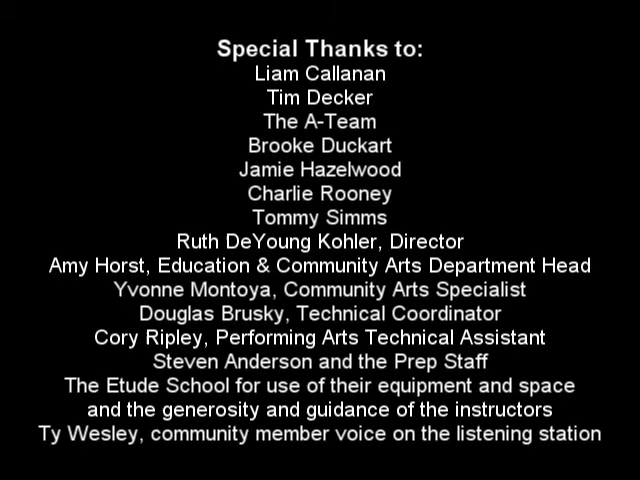 Special Thanks to:
Liam Callanan
Tim Decker
The A-Team
Brooke Duckart
Jamie Hazelwood
Charlie Rooney
Tommy Simms
Ruth DeYoung Kohler, Director
Amy Horst, Education & Community Arts Department Head
Yvonne Montoya, Community Arts Specialist
Douglas Brusky, Technical Coordinator
Cory Ripley, Performing Arts Technical Assistant
Steven Anderson and the Prep Staff
The Etude School for use of their equipment and space
and the generosity and guidance of the instructors
Ty Wesley, community member voice on the listening station